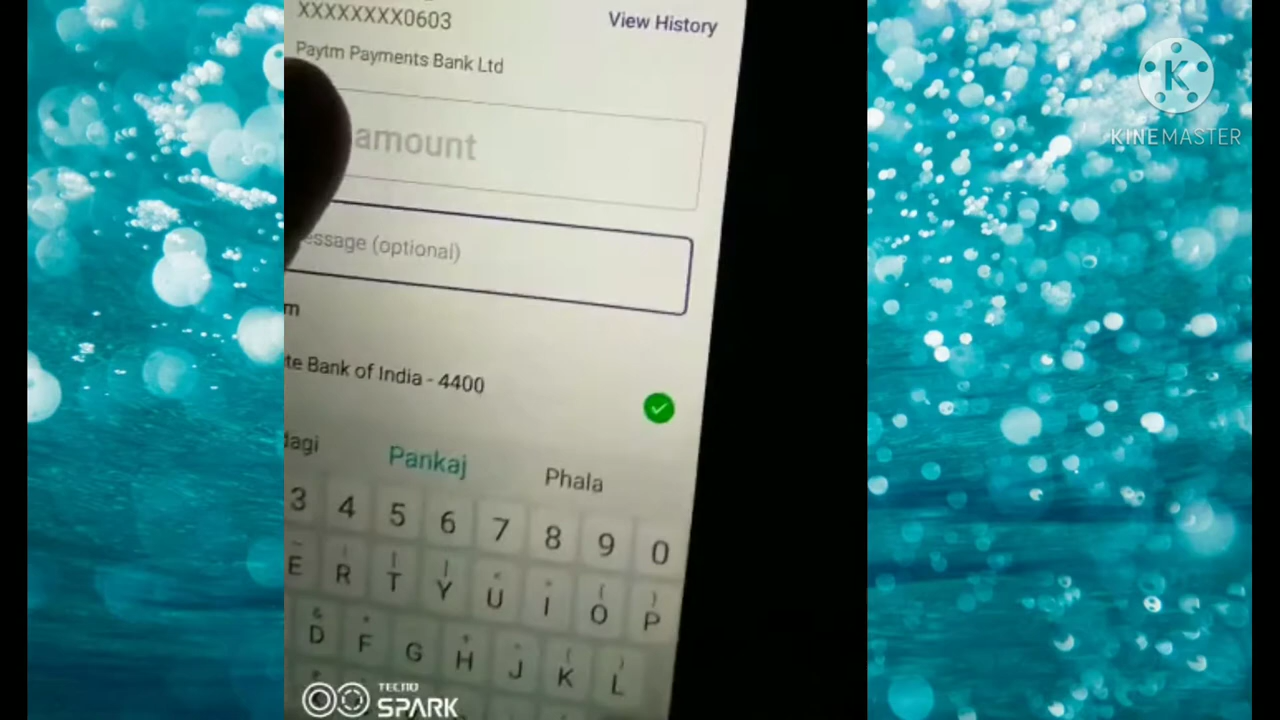 XXXXXXXX0603
View History
Paytm Payments Bank Ltd
amount
essage (optional)
m
te Bank of India - 4400
dagi Pankaj Phala
3 4 5 6 7 8 9 0
E R T Y U I O P
D F G H J K L
TECNO
SPARK
K
KINEMASTER